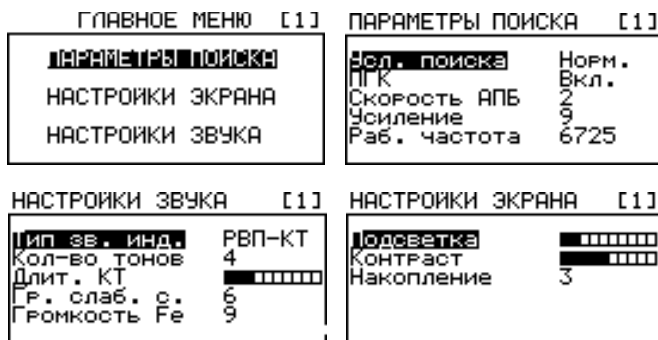 ГЛАВНОЕ МЕНЮ [1]
ПАРАМЕТРЫ ПОИСКА
НАСТРОЙКИ ЭКРАНА
НАСТРОЙКИ ЗВУКА
ПАРАМЕТРЫ ПОИСКА [1]
Усл. поиска Норм.
ПГК Вкл.
Скорость АПБ 2
Усиление 9
Раб. частота 6725
НАСТРОЙКИ ЗВУКА [1]
Тип зв. инд. РВП-КТ
Кол-во тонов 4
Длит. КТ
Гр. слаб. с. 6
Громкость Fe 9
НАСТРОЙКИ ЭКРАНА [1]
Подсветка
Контраст
Накопление 3